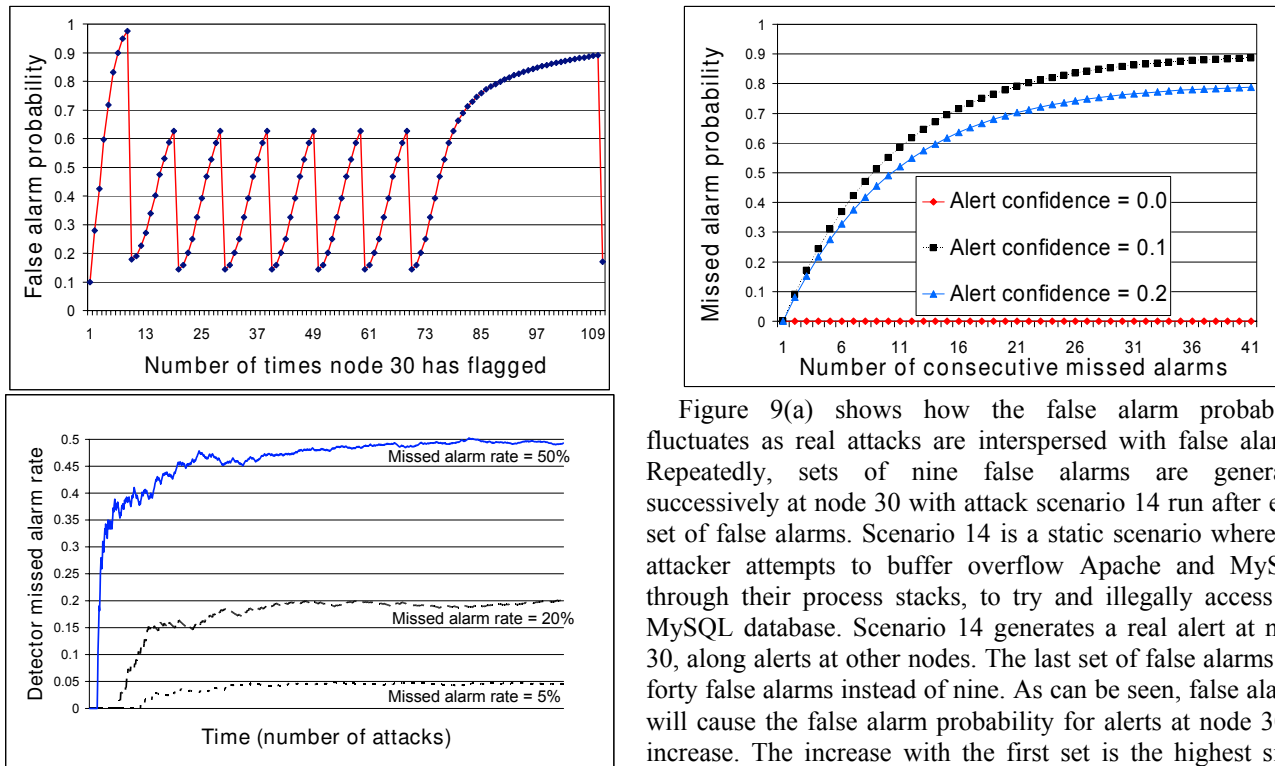 False alarm probability
1
0.9
0.8
0.7
0.6
0.5
0.4
0.3
0.2
0.1
0
1 13 25 37 49 61 73 85 97 109
Number of times node 30 has flagged
Missed alarm probability
1
0.9
0.8
0.7
0.6
0.5
0.4
0.3
0.2
0.1
0
Alert confidence = 0.0
Alert confidence = 0.1
Alert confidence = 0.2
1 6 11 16 21 26 31 36 41
Number of consecutive missed alarms
Detector missed alarm rate
0.5
0.45
0.4
0.35
0.3
0.25
0.2
0.15
0.1
0.05
0
Missed alarm rate = 50%
Missed alarm rate = 20%
Missed alarm rate = 5%
Time (number of attacks)
Figure 9(a) shows how the false alarm probabi
fluctuates as real attacks are interspersed with false alar
Repeatedly, sets of nine false alarms are genera
successively at node 30 with attack scenario 14 run after e
set of false alarms. Scenario 14 is a static scenario where
attacker attempts to buffer overflow Apache and MyS
through their process stacks, to try and illegally access
MySQL database. Scenario 14 generates a real alert at n
30, along alerts at other nodes. The last set of false alarms
forty false alarms instead of nine. As can be seen, false alar
will cause the false alarm probability for alerts at node 30
increase. The increase with the first set is the highest si